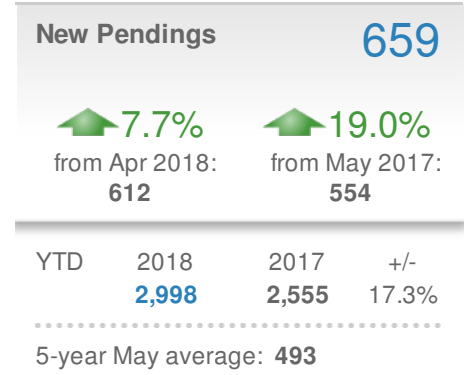 New Pendings 659
7.7% 19.0%
from Apr 2018: from May 2017:
612 554
YTD 2018 2017 +/-
2,998 2,555 17.3%
5-year May average: 493